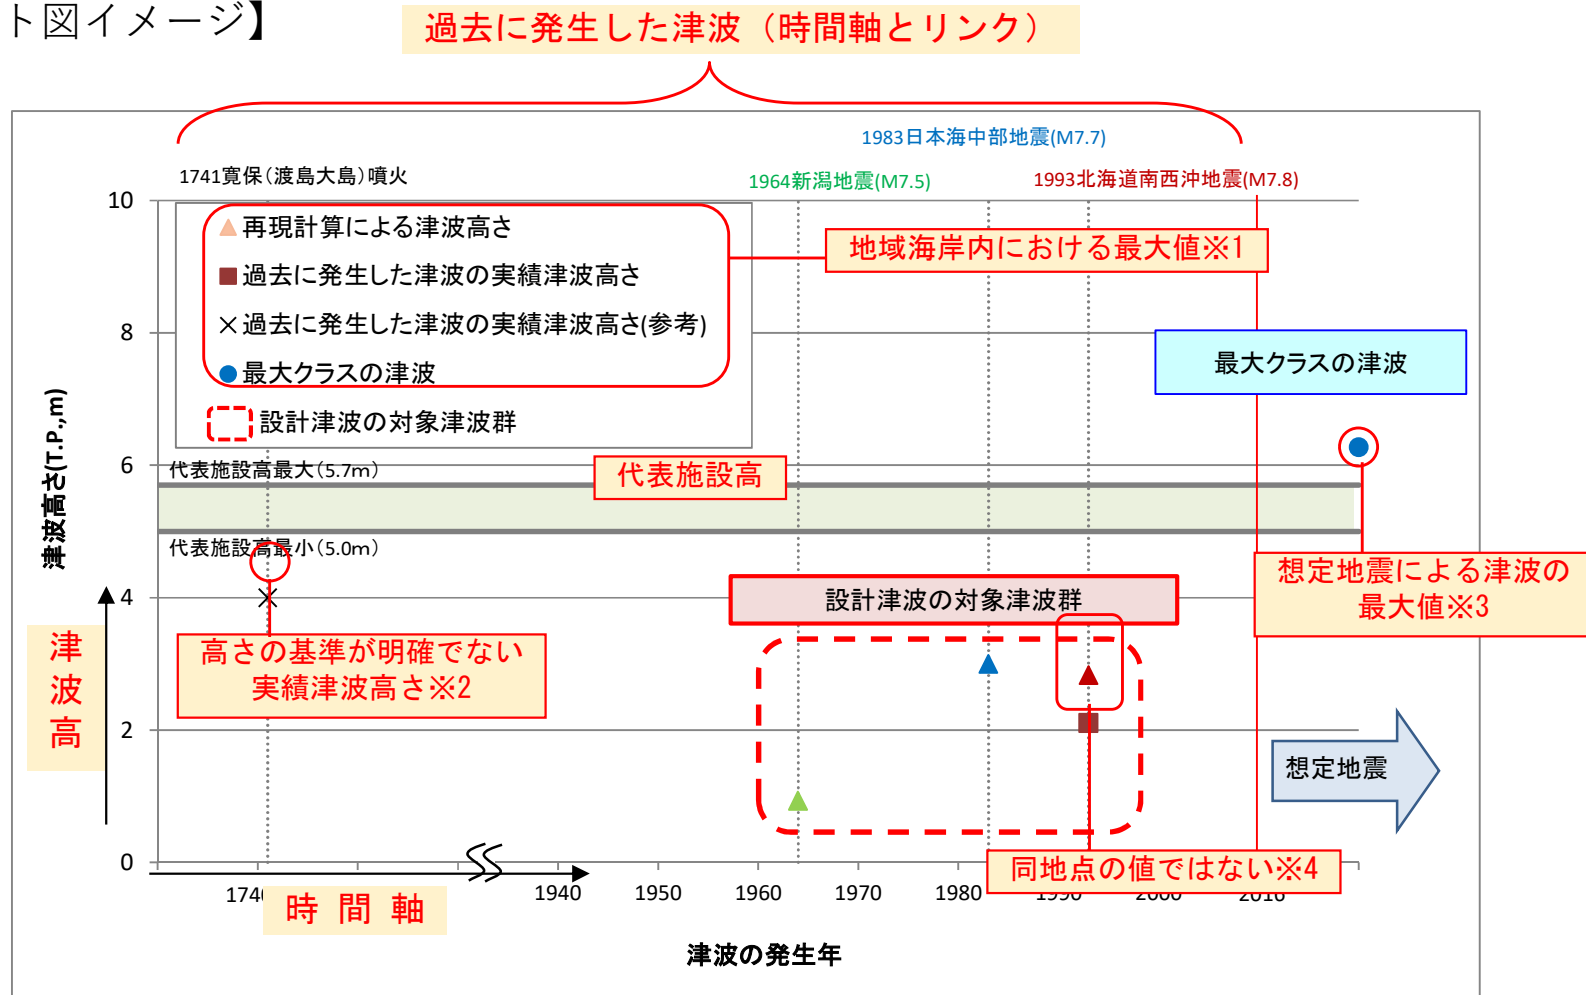 ト図イメージ】
過去に発生した津波（時間軸とリンク）
1983日本海中部地震(M7.7)
1741寛保（渡島大島）噴火
1964新潟地震(M7.5)
1993北海道南西沖地震(M7.8)
10
再現計算による津波高さ
地域海岸内における最大値※1
過去に発生した津波の実績津波高さ
過去に発生した津波の実績津波高さ(参考)
8
最大クラスの津波
最大クラスの津波
設計津波の対象津波群
津波高さ(T.P.,m)
6
代表施設高最大（5.7m）
代表施設高
代表施設高最小（5.0m）
想定地震による津波の
最大値※3
4
設計津波の対象津波群
津波高
高さの基準が明確でない
実績津波高さ※2
2
想定地震
0
同地点の値ではない※4
1940
1950
1960
1970
1980
1990
2000
2016
時 間 軸
津波の発生年